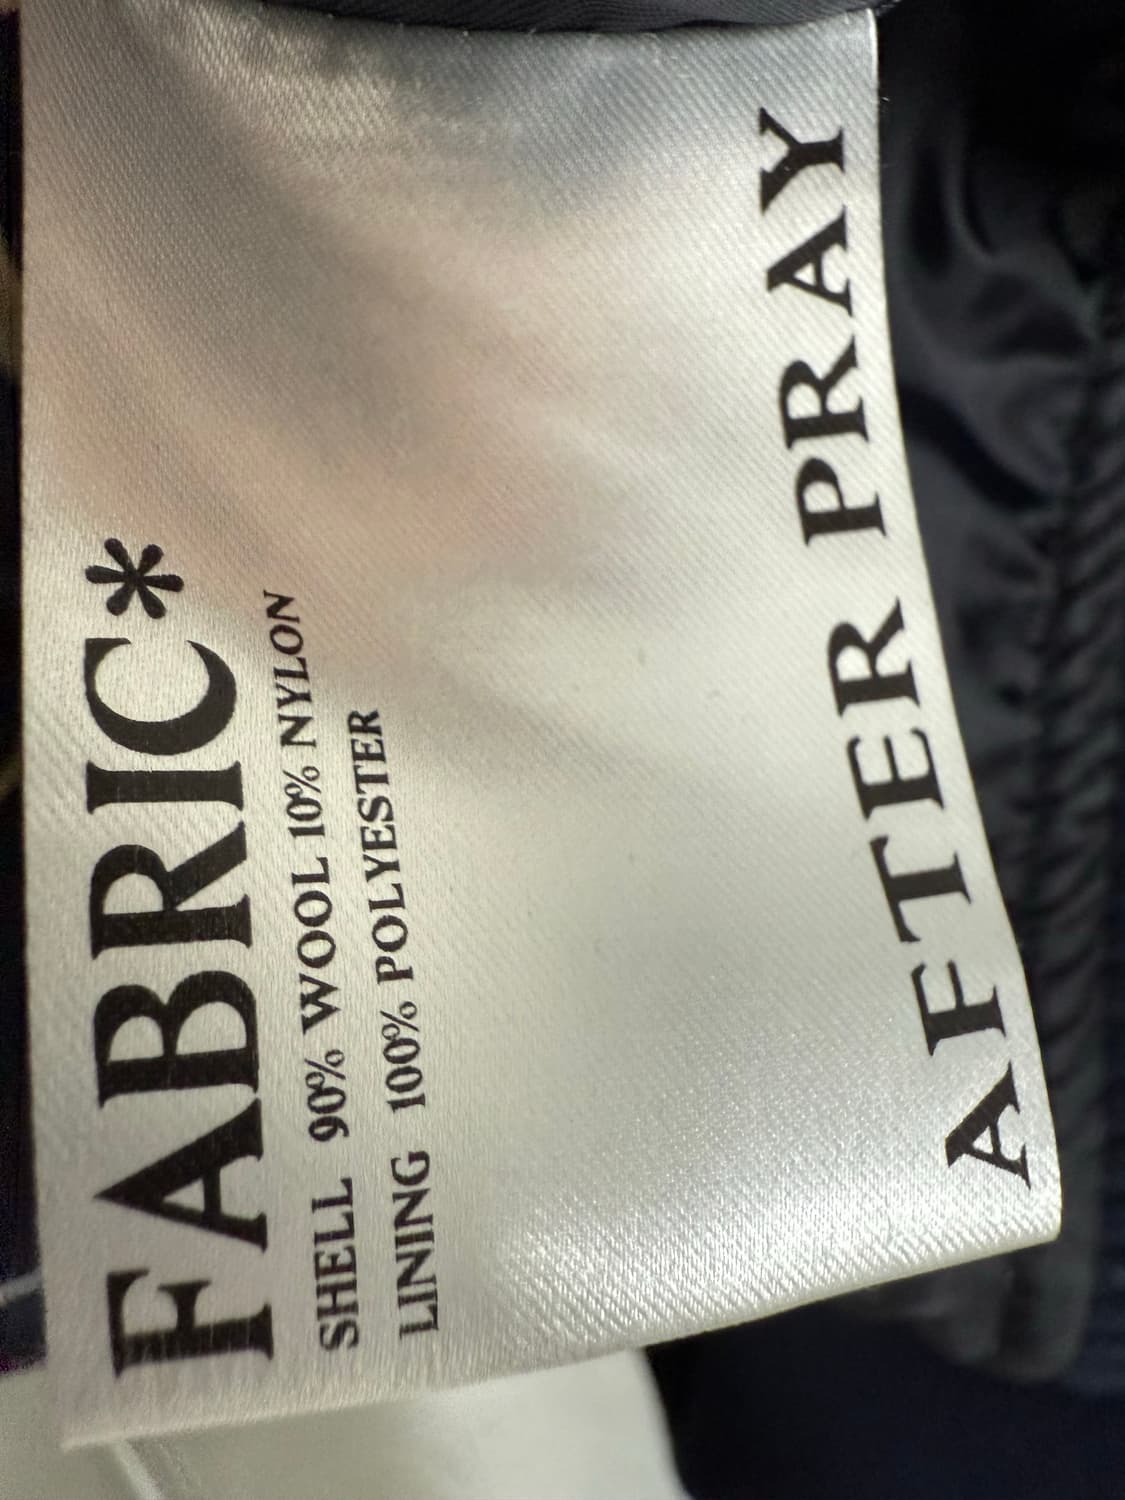 FABRIC*
SHELL 90% WOOL 10% NYLON
LINING 100% POLYESTER
AFTER PRAY